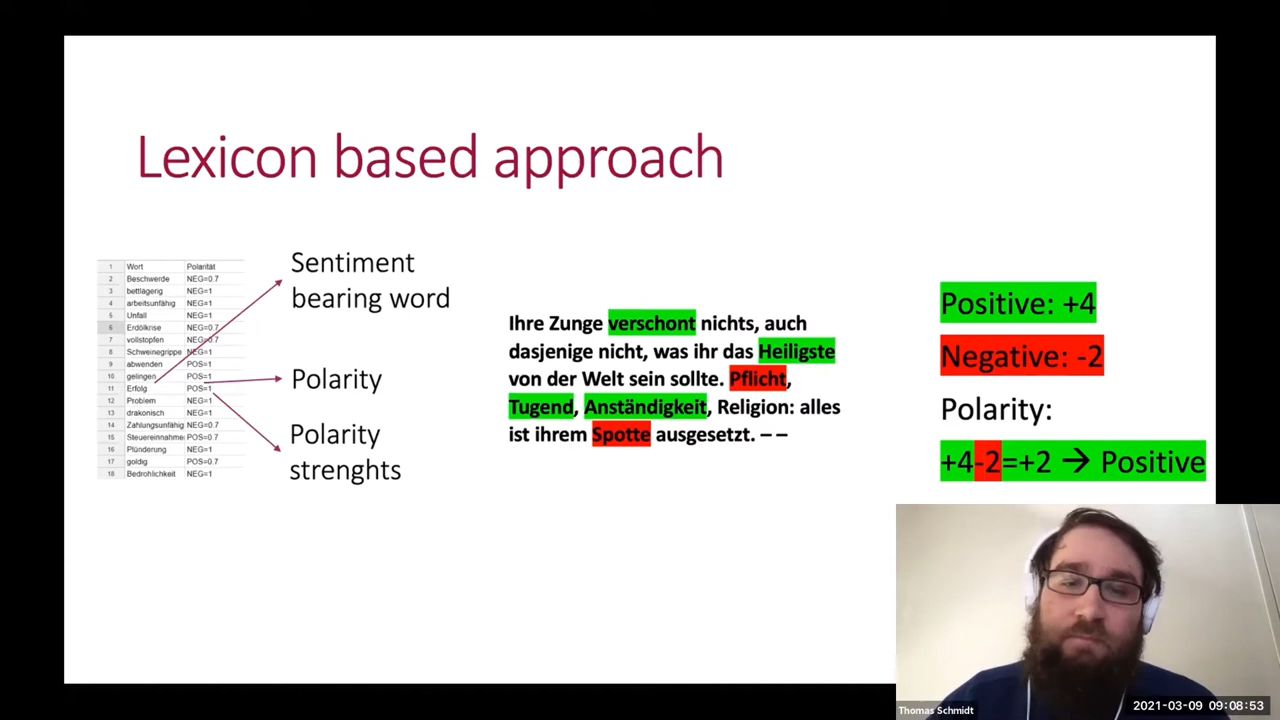 Lexicon based approach
1 Wort Polarität
2 Beschwerde NEG=0.7
3 bettlägerig NEG=1
4 arbeitsunfähig NEG=1
5 Unfall NEG=1
6 Erdölkrise NEG=0.7
7 vollstopfen NEG=0.7
8 Schweinegrippe NEG=1
9 abwenden POS=1
10 gelingen POS=1
11 Erfolg POS=1
12 Problem NEG=1
13 drakonisch NEG=1
14 Zahlungsunfähig NEG=0.7
15 Steuereinnahme POS=0.7
16 Plünderung NEG=1
17 goldig POS=0.7
18 Bedrohlichkeit NEG=1
Sentiment
bearing word
Polarity
Polarity
strenghts
Ihre Zunge verschont nichts, auch
dasjenige nicht, was ihr das Heiligste
von der Welt sein sollte. Pflicht,
Tugend, Anständigkeit, Religion: alles
ist ihrem Spotte ausgesetzt. – –
Positive: +4
Negative: -2
Polarity:
+4-2=+2 → Positive
Thomas Schmidt
2021-03-09 09:08:53